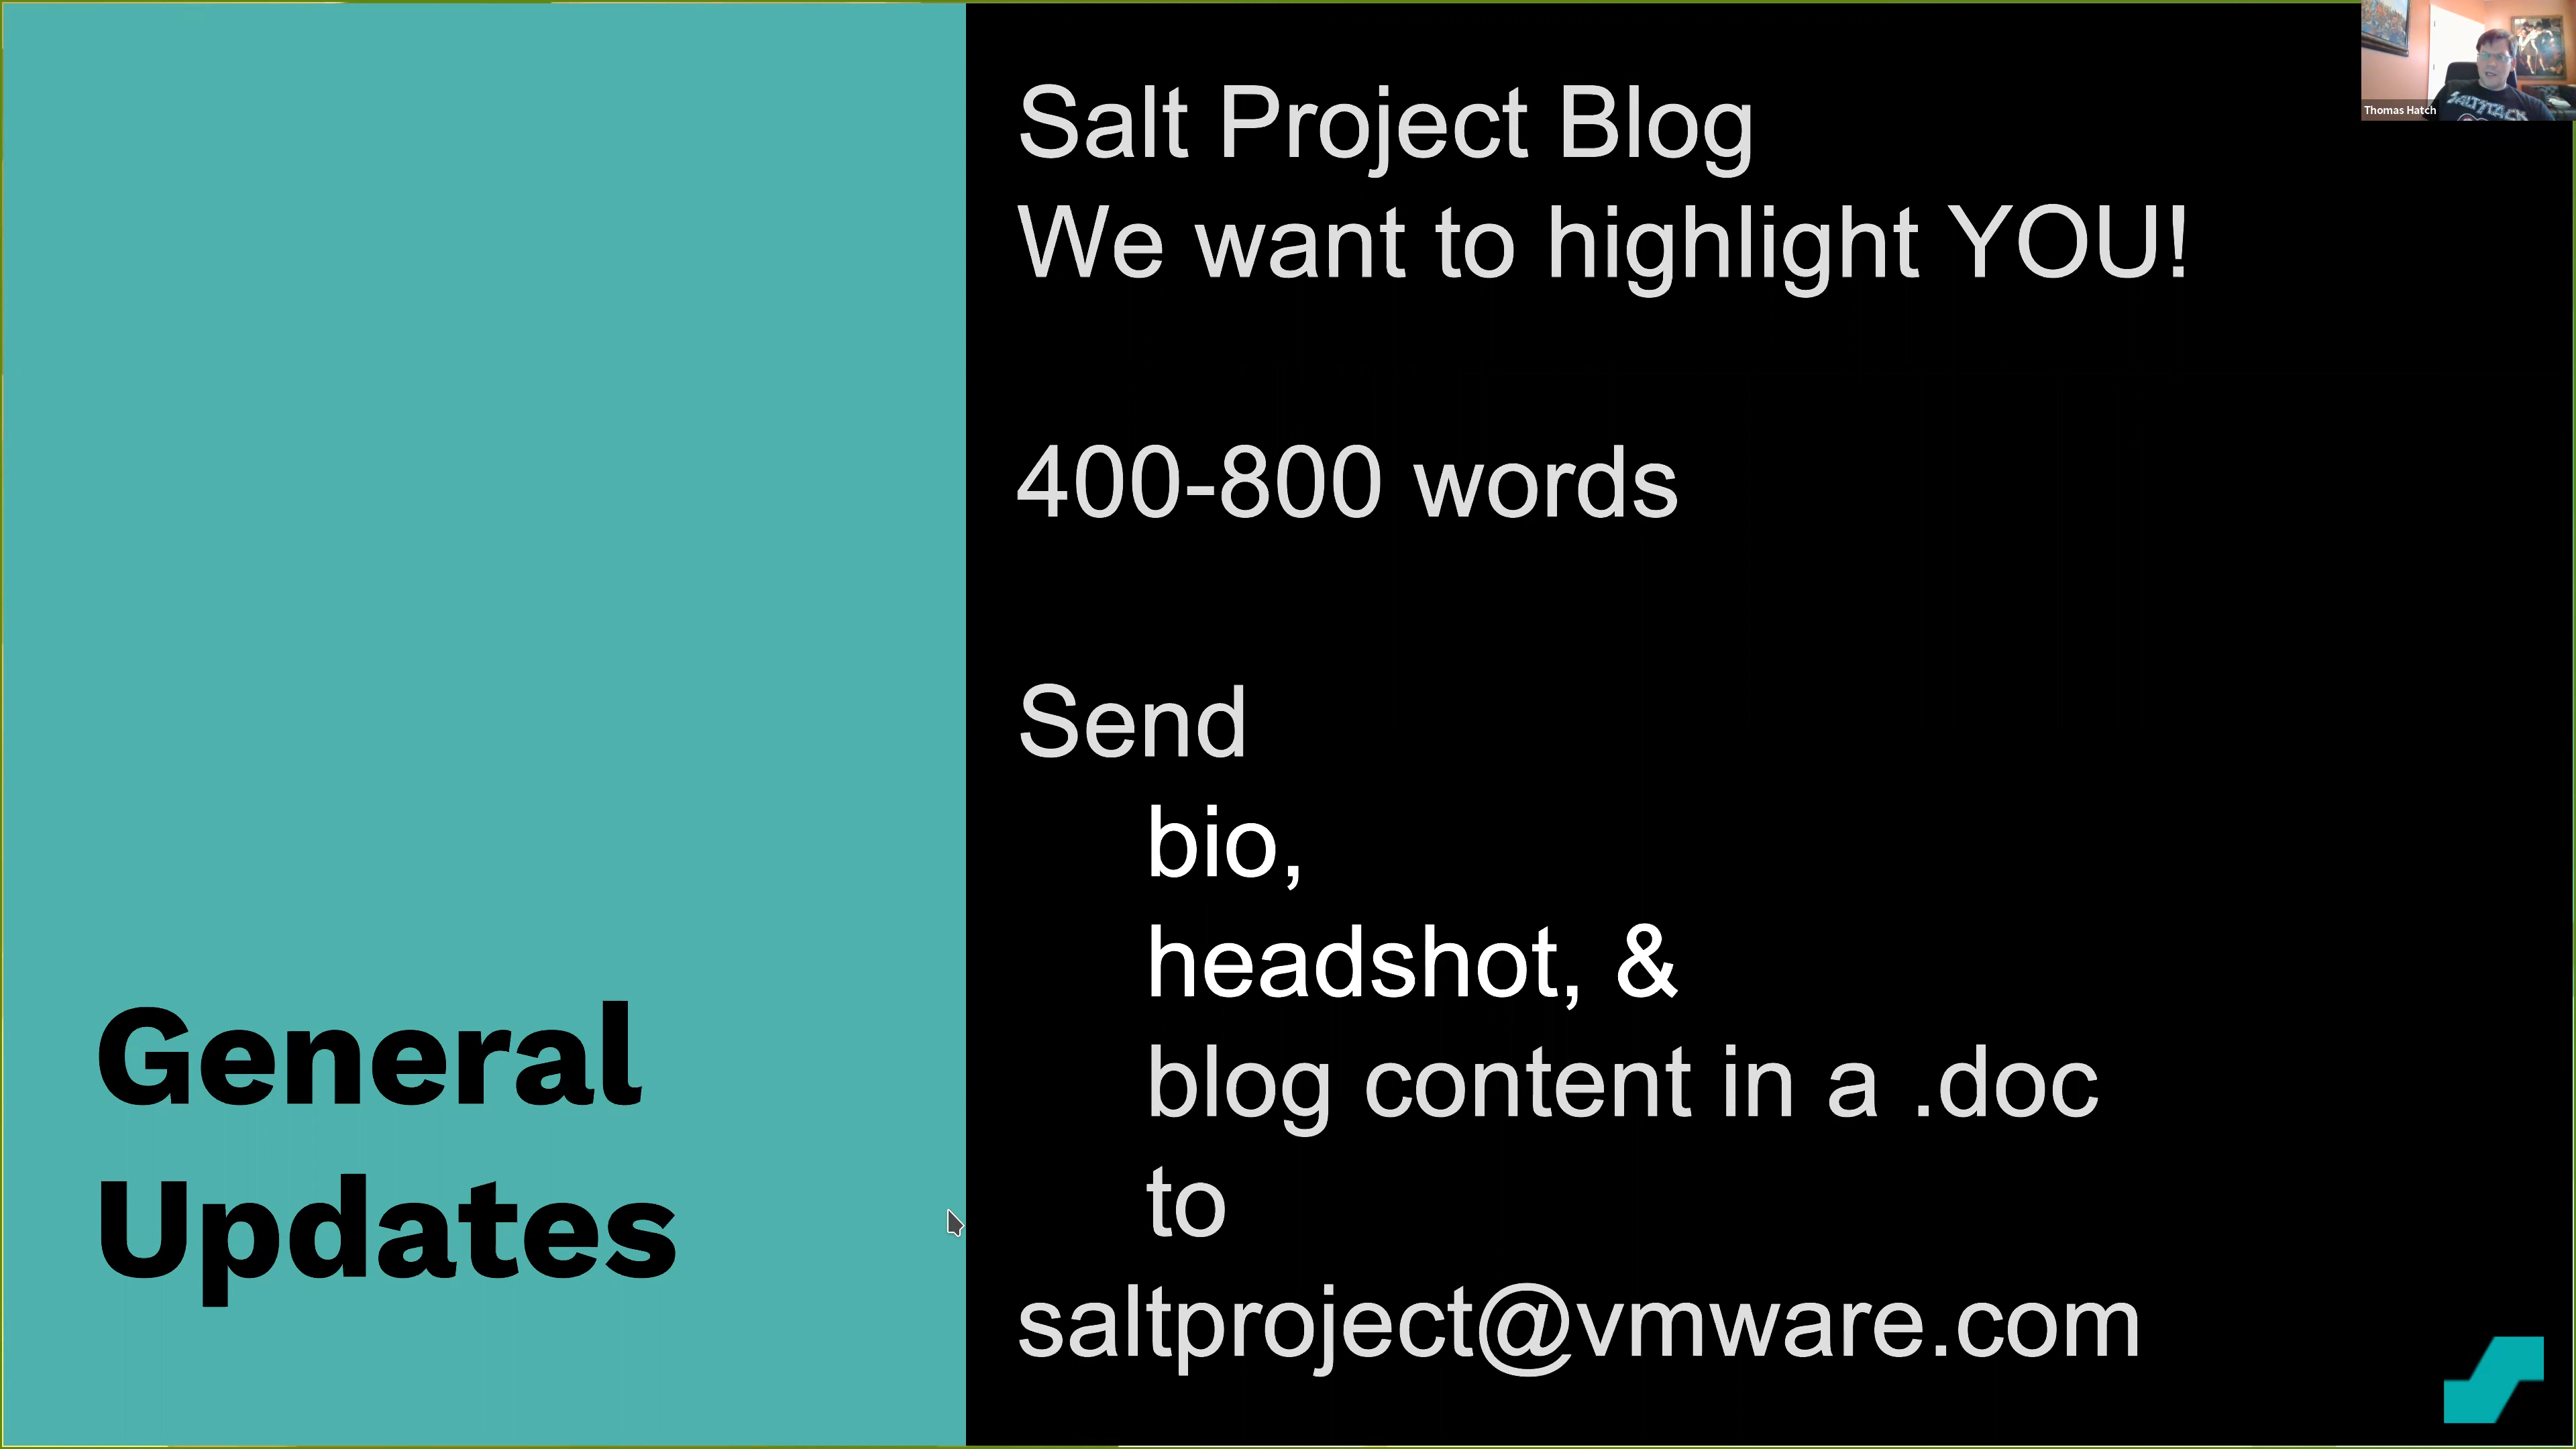 General
Updates
Salt Project Blog
We want to highlight YOU!
400-800 words
Send
bio,
headshot, &
blog content in a .doc
to
saltproject@vmware.com
Thomas Hatch
SALTSTACK